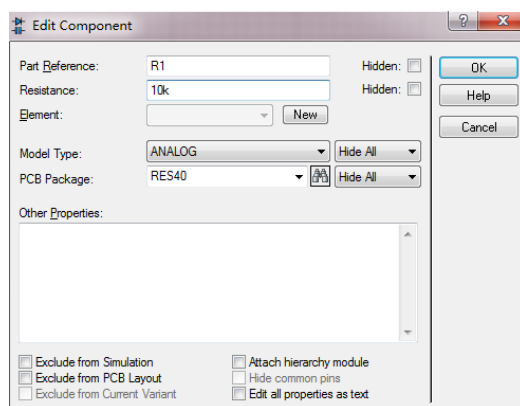 Edit Component
Part Reference: R1 Hidden:
Resistance: 10k Hidden:
Element: New
Model Type: ANALOG Hide All
PCB Package: RES40 Hide All
Other Properties:
Exclude from Simulation Attach hierarchy module
Exclude from PCB Layout Hide common pins
Exclude from Current Variant Edit all properties as text
? X
OK
Help
Cancel